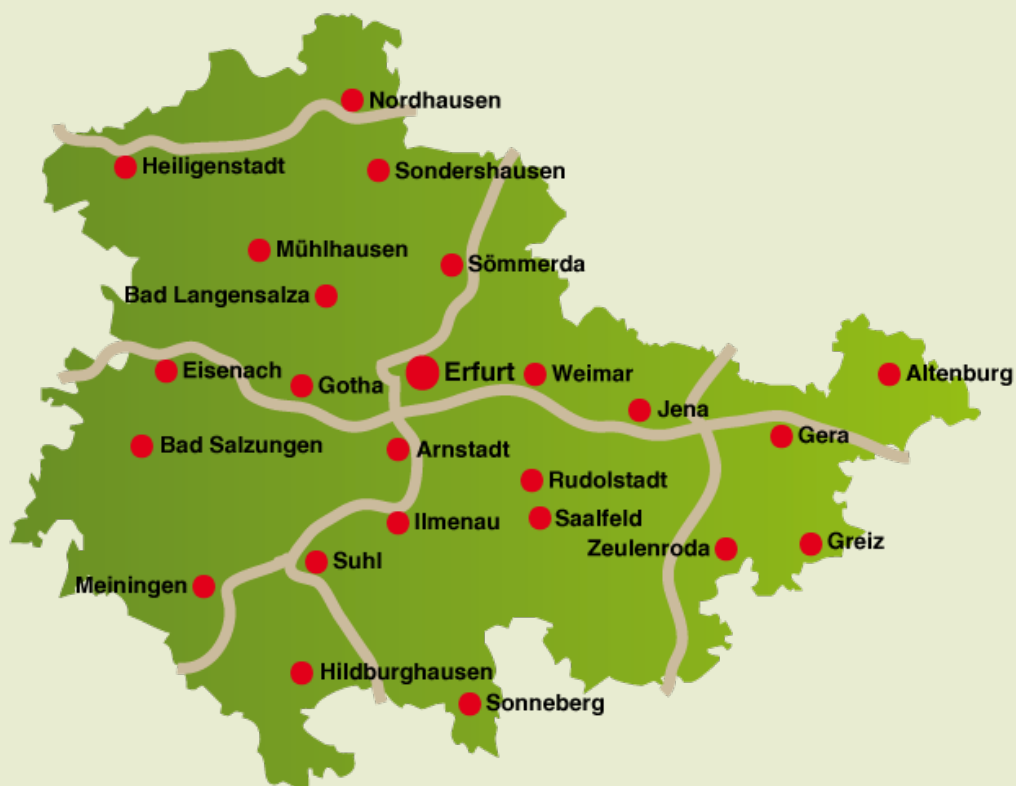 Nordhausen
Heiligenstadt
Sondershausen
Mühlhausen
Sömmerda
Bad Langensalza
Eisenach
Gotha
Erfurt
Weimar
Altenburg
Jena
Gera
Bad Salzungen
Arnstadt
Rudolstadt
Ilmenau
Saalfeld
Zeulenroda
Greiz
Suhl
Meiningen
Hildburghausen
Sonneberg